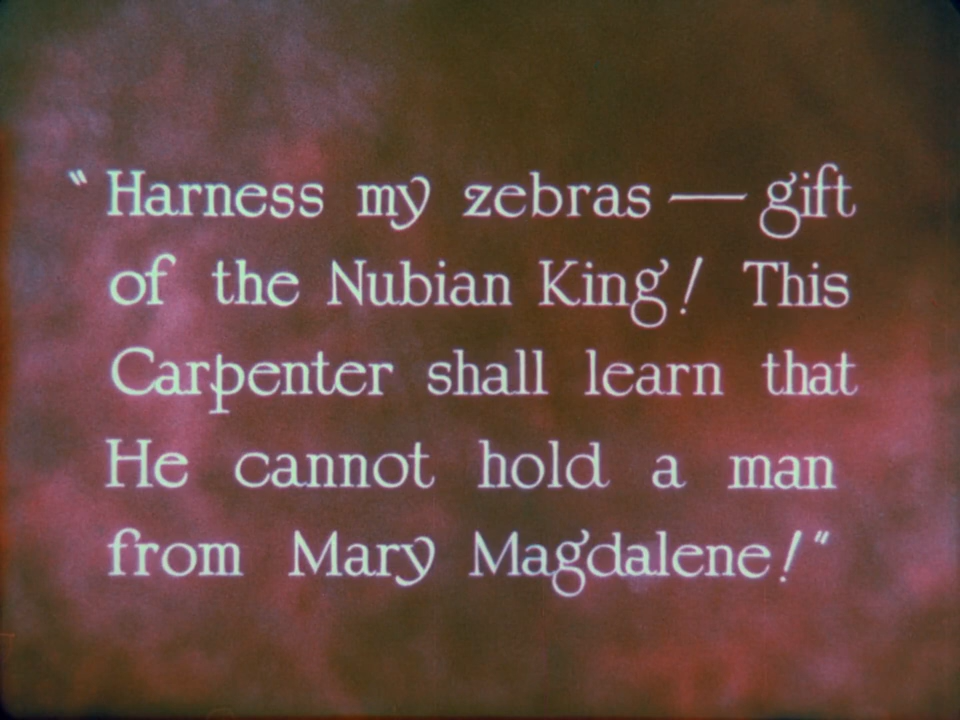 "Harness my zebras — gift
of the Nubian King! This
Carpenter shall learn that
He cannot hold a man
from Mary Magdalene!"